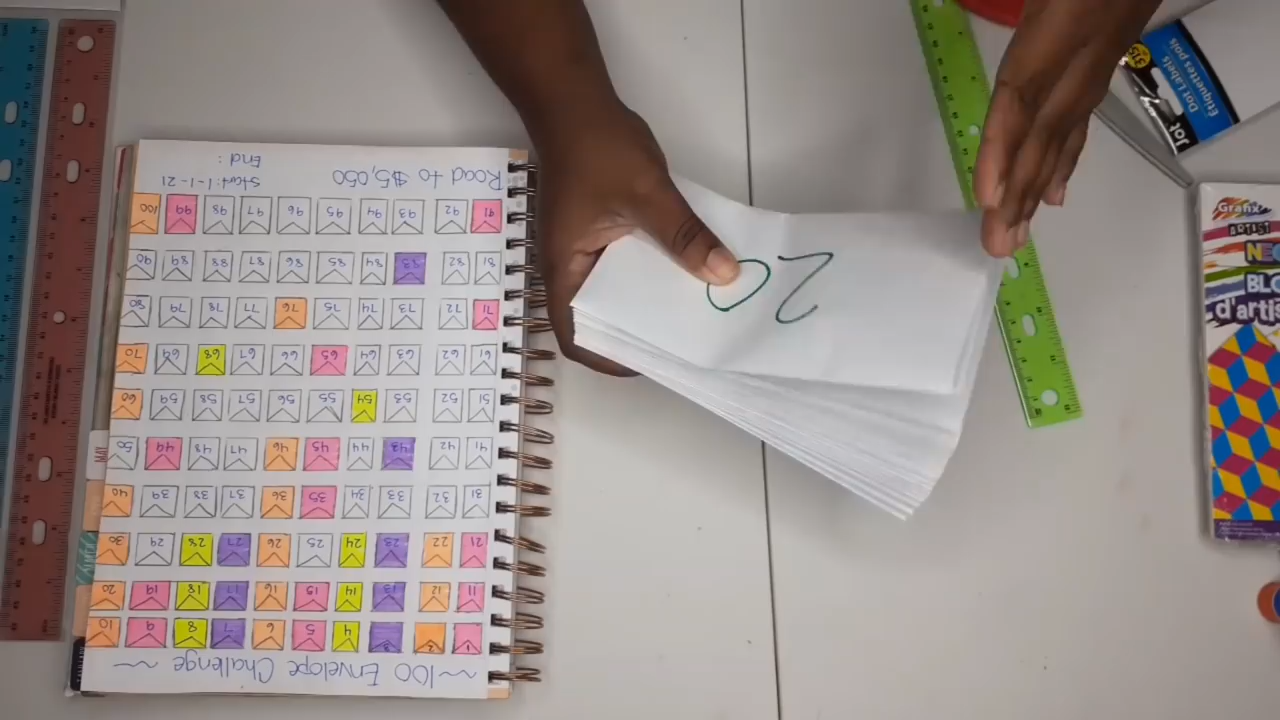 ~100 Envelope Challenge~
1 2 3 4 5 6 7 8 9 10
11 12 13 14 15 16 17 18 19 20
21 22 23 24 25 26 27 28 29 30
31 32 33 34 35 36 37 38 39 40
41 42 43 44 45 46 47 48 49 50
51 52 53 54 55 56 57 58 59 60
61 62 63 64 65 66 67 68 69 70
71 72 73 74 75 76 77 78 79 80
81 82 83 84 85 86 87 88 89 90
91 92 93 94 95 96 97 98 99 100
Road to $5,050
Start: 1-1-21
End:
MAY
20
Dot Labels
Étiquettes pois
Jot
315
Grafix
ARTIST
NEO
BLO
d'artis